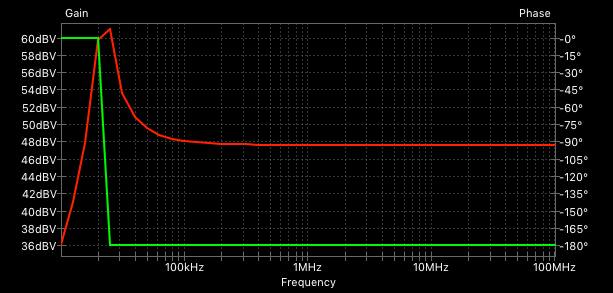 Gain Phase
60dBV -0°
58dBV -15°
56dBV -30°
54dBV -45°
52dBV -60°
50dBV -75°
48dBV -90°
46dBV -105°
44dBV -120°
42dBV -135°
40dBV -150°
38dBV -165°
36dBV -180°
100kHz 1MHz 10MHz 100MHz
Frequency